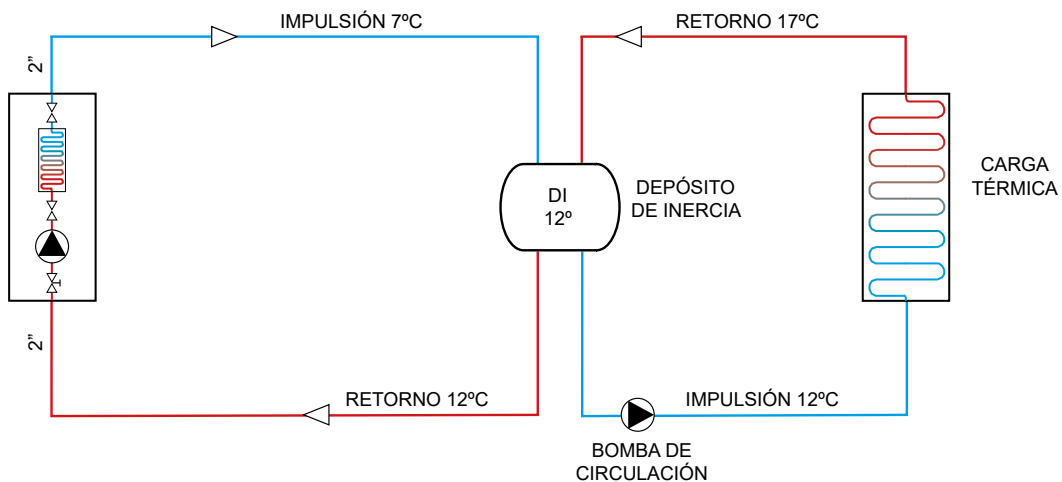 IMPULSIÓN 7ºC
RETORNO 17ºC
2”
DI
12º
DEPÓSITO
DE INERCIA
CARGA
TÉRMICA
2”
RETORNO 12ºC
IMPULSIÓN 12ºC
BOMBA DE
CIRCULACIÓN